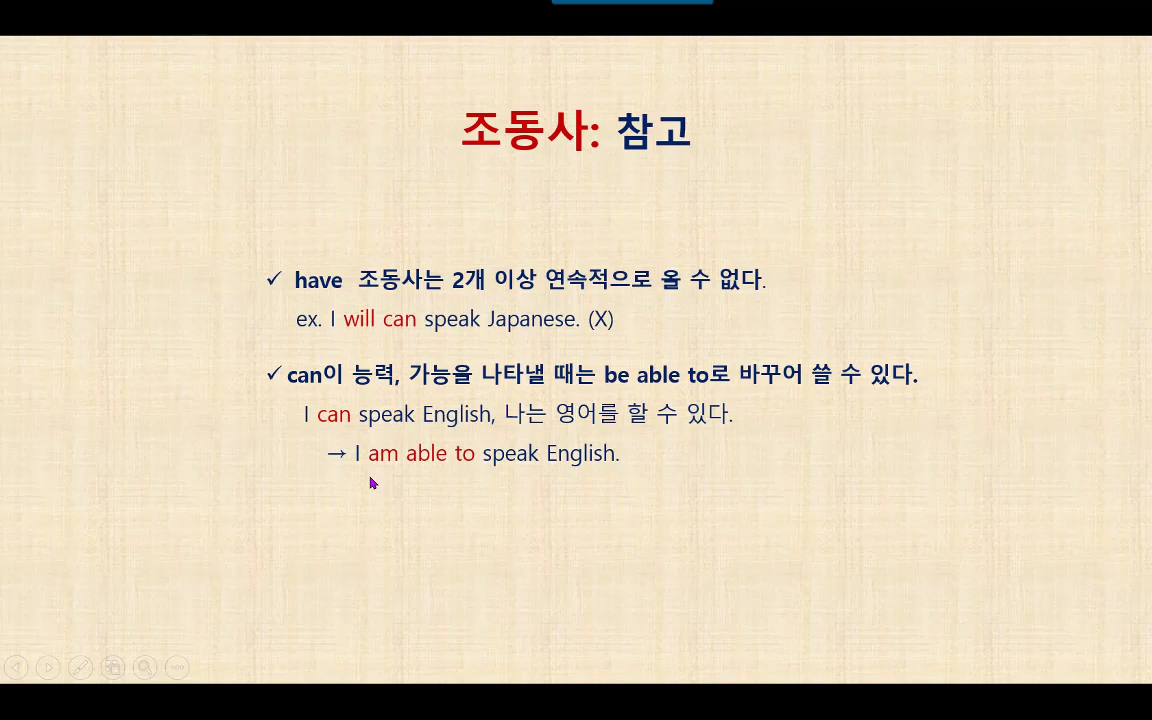 조동사: 참고
✓ have 조동사는 2개 이상 연속적으로 올 수 없다.
ex. I will can speak Japanese. (X)
✓ can이 능력, 가능을 나타낼 때는 be able to로 바꾸어 쓸 수 있다.
I can speak English, 나는 영어를 할 수 있다.
→ I am able to speak English.